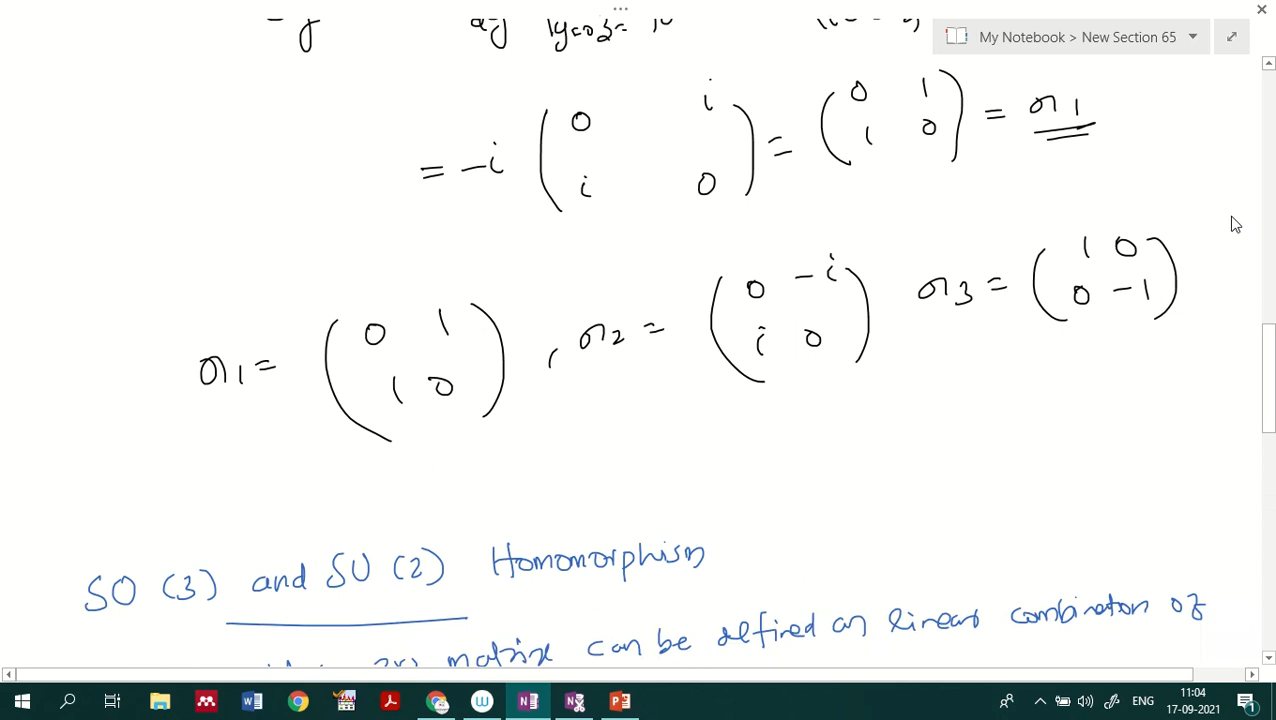 My Notebook > New Section 65
= -i ( 0 i ) = ( 0 1 ) = σ1
( i 0 ) ( 1 0 )
σ1 = ( 0 1 ) , σ2 = ( 0 -i ) σ3 = ( 1 0 )
( 1 0 ) ( i 0 ) ( 0 -1 )
SO (3) and SU (2) Homomorphism
matrix can be defined as linear combination of
ENG
11:04
17-09-2021